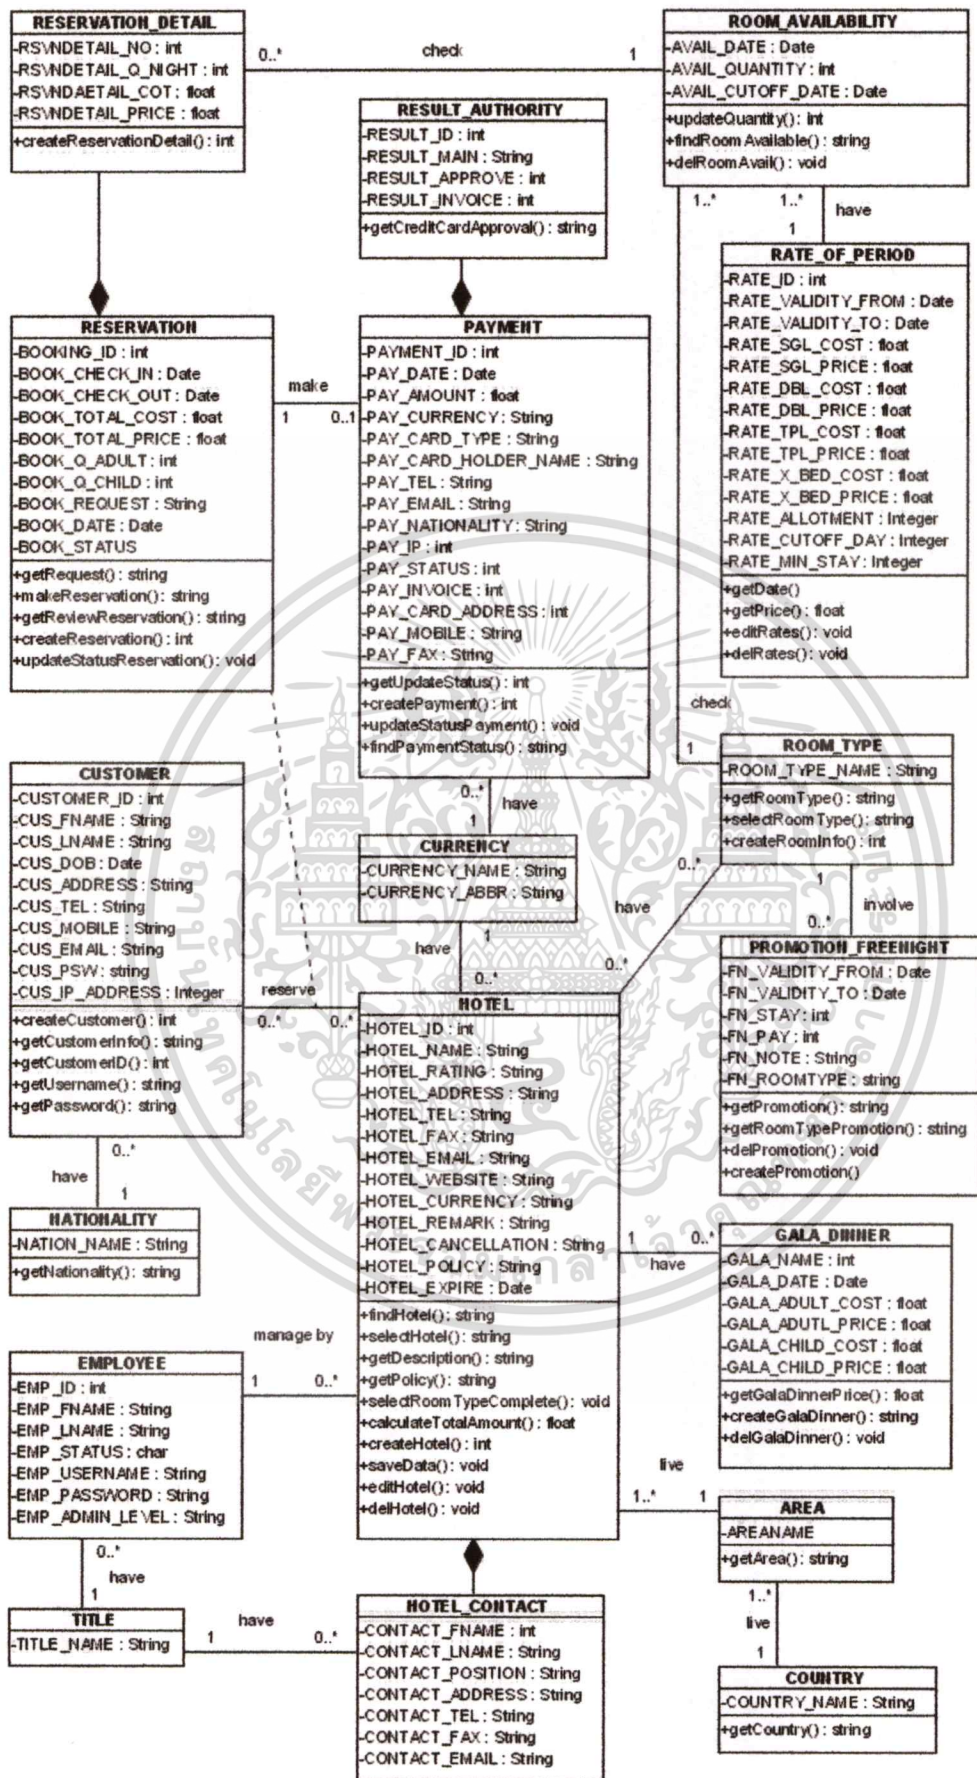 RESERVATION_DETAIL
-RSVNDETAIL_NO : int
-RSVNDETAIL_Q_NIGHT : int
-RSVNDAETAIL_COT : float
-RSVNDETAIL_PRICE : float
+createReservationDetail() : int
0..*
check
1
ROOM_AVAILABILITY
-AVAIL_DATE : Date
-AVAIL_QUANTITY : int
-AVAIL_CUTOFF_DATE : Date
+updateQuantity() : int
+findRoomAvailable() : string
+delRoomAvail() : void
RESULT_AUTHORITY
-RESULT_ID : int
-RESULT_MAIN : String
-RESULT_APPROVE : int
-RESULT_INVOICE : int
+getCreditCardApproval() : string
1..*
1..*
have
1
RATE_OF_PERIOD
-RATE_ID : int
-RATE_VALIDITY_FROM : Date
-RATE_VALIDITY_TO : Date
-RATE_SGL_COST : float
-RATE_SGL_PRICE : float
-RATE_DBL_COST : float
-RATE_DBL_PRICE : float
-RATE_TPL_COST : float
-RATE_TPL_PRICE : float
-RATE_X_BED_COST : float
-RATE_X_BED_PRICE : float
-RATE_ALLOTMENT : Integer
-RATE_CUTOFF_DAY : Integer
-RATE_MIN_STAY : Integer
+getDate()
+getPrice() : float
+editRates() : void
+delRates() : void
RESERVATION
-BOOKING_ID : int
-BOOK_CHECK_IN : Date
-BOOK_CHECK_OUT : Date
-BOOK_TOTAL_COST : float
-BOOK_TOTAL_PRICE : float
-BOOK_Q_ADULT : int
-BOOK_Q_CHILD : int
-BOOK_REQUEST : String
-BOOK_DATE : Date
-BOOK_STATUS
+getRequest() : string
+makeReservation() : string
+getReviewReservation() : string
+createReservation() : int
+updateStatusReservation() : void
make
1
0..1
PAYMENT
-PAYMENT_ID : int
-PAY_DATE : Date
-PAY_AMOUNT : float
-PAY_CURRENCY : String
-PAY_CARD_TYPE : String
-PAY_CARD_HOLDER_NAME : String
-PAY_TEL : String
-PAY_EMAIL : String
-PAY_NATIONALITY : String
-PAY_IP : int
-PAY_STATUS : int
-PAY_INVOICE : int
-PAY_CARD_ADDRESS : int
-PAY_MOBILE : String
-PAY_FAX : String
+getUpdateStatus() : int
+createPayment() : int
+updateStatusPayment() : void
+findPaymentStatus() : string
check
1
ROOM_TYPE
-ROOM_TYPE_NAME : String
+getRoomType() : string
+selectRoomType() : string
+createRoomInfo() : int
CUSTOMER
-CUSTOMER_ID : int
-CUS_FNAME : String
-CUS_LNAME : String
-CUS_DOB : Date
-CUS_ADDRESS : String
-CUS_TEL : String
-CUS_MOBILE : String
-CUS_EMAIL : String
-CUS_PSW : string
-CUS_IP_ADDRESS : Integer
+createCustomer() : int
+getCustomerInfo() : string
+getCustomerID() : int
+getUsername() : string
+getPassword() : string
0..*
have
1
CURRENCY
-CURRENCY_NAME : String
-CURRENCY_ABBR : String
have
1
0..*
0..*
have
0..*
1
involve
0..*
PROMOTION_FREENIGHT
-FN_VALIDITY_FROM : Date
-FN_VALIDITY_TO : Date
-FN_STAY : int
-FN_PAY : int
-FN_NOTE : String
-FN_ROOMTYPE : string
+getPromotion() : string
+getRoomTypePromotion() : string
+delPromotion() : void
+createPromotion()
reserve
0..*
0..*
HOTEL
-HOTEL_ID : int
-HOTEL_NAME : String
-HOTEL_RATING : String
-HOTEL_ADDRESS : String
-HOTEL_TEL : String
-HOTEL_FAX : String
-HOTEL_EMAIL : String
-HOTEL_WEBSITE : String
-HOTEL_CURRENCY : String
-HOTEL_REMARK : String
-HOTEL_CANCELLATION : String
-HOTEL_POLICY : String
-HOTEL_EXPIRE : Date
+findHotel() : string
+selectHotel() : string
+getDescription() : string
+getPolicy() : string
+selectRoomTypeComplete() : void
+calculateTotalAmount() : float
+createHotel() : int
+saveData() : void
+editHotel() : void
+delHotel() : void
0..*
have
1
NATIONALITY
-NATION_NAME : String
+getNationality() : string
1
0..*
have
GALA_DINNER
-GALA_NAME : int
-GALA_DATE : Date
-GALA_ADULT_COST : float
-GALA_ADUTL_PRICE : float
-GALA_CHILD_COST : float
-GALA_CHILD_PRICE : float
+getGalaDinnerPrice() : float
+createGalaDinner() : string
+delGalaDinner() : void
manage by
1
0..*
EMPLOYEE
-EMP_ID : int
-EMP_FNAME : String
-EMP_LNAME : String
-EMP_STATUS : char
-EMP_USERNAME : String
-EMP_PASSWORD : String
-EMP_ADMIN_LEVEL : String
live
1..*
1
AREA
-AREANAME
+getArea() : string
0..*
have
1
TITLE
-TITLE_NAME : String
have
1
0..*
HOTEL_CONTACT
-CONTACT_FNAME : int
-CONTACT_LNAME : String
-CONTACT_POSITION : String
-CONTACT_ADDRESS : String
-CONTACT_TEL : String
-CONTACT_FAX : String
-CONTACT_EMAIL : String
1..*
live
1
COUNTRY
-COUNTRY_NAME : String
+getCountry() : string